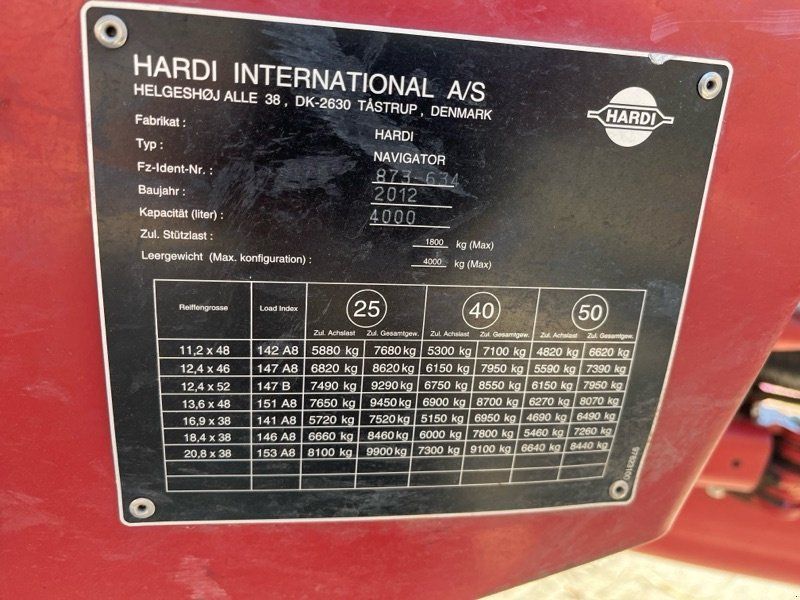 HARDI INTERNATIONAL A/S
HELGESHØJ ALLE 38, DK-2630 TÅSTRUP, DENMARK
HARDI
Fabrikat : HARDI
Typ : NAVIGATOR
Fz-Ident-Nr. : 873-634
Baujahr : 2012
Kapacität (liter) : 4000
Zul. Stützlast : 1800 kg (Max)
Leergewicht (Max. konfiguration) : 4000 kg (Max)
Reiffengrosse Load Index 25 40 50
Zul. Achslast Zul. Gesamtgew. Zul. Achslast Zul. Gesamtgew. Zul. Achslast Zul. Gesamtgew.
11,2 x 48 142 A8 5880 kg 7680 kg 5300 kg 7100 kg 4820 kg 6620 kg
12,4 x 46 147 A8 6820 kg 8620 kg 6150 kg 7950 kg 5590 kg 7390 kg
12,4 x 52 147 B 7490 kg 9290 kg 6750 kg 8550 kg 6150 kg 7950 kg
13,6 x 48 151 A8 7650 kg 9450 kg 6900 kg 8700 kg 6270 kg 8070 kg
16,9 x 38 141 A8 5720 kg 7520 kg 5150 kg 6950 kg 4690 kg 6490 kg
18,4 x 38 146 A8 6660 kg 8460 kg 6000 kg 7800 kg 5460 kg 7260 kg
20,8 x 38 153 A8 8100 kg 9900 kg 7300 kg 9100 kg 6640 kg 8440 kg